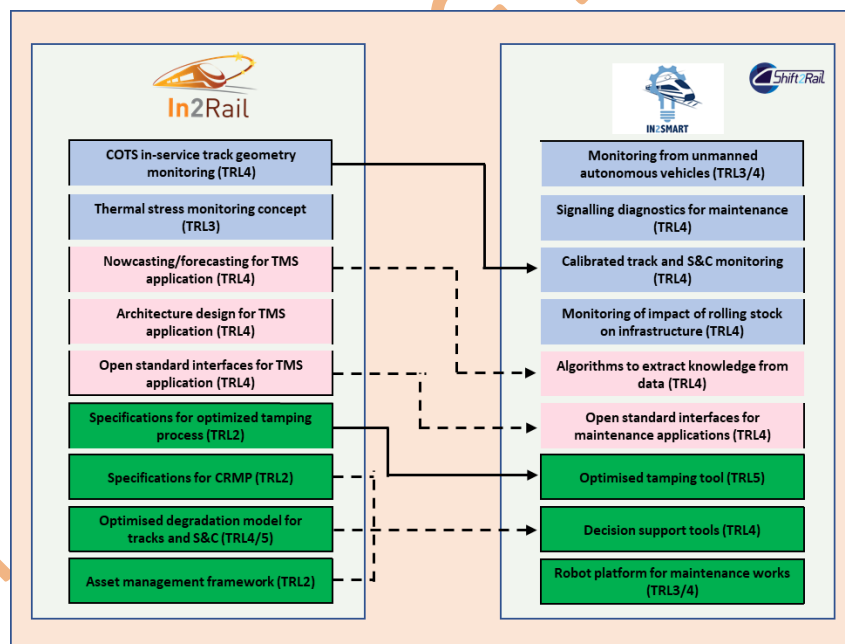 In2Rail
COTS in-service track geometry
monitoring (TRL4)
Thermal stress monitoring concept
(TRL3)
Nowcasting/forecasting for TMS
application (TRL4)
Architecture design for TMS
application (TRL4)
Open standard interfaces for TMS
application (TRL4)
Specifications for optimized tamping
process (TRL2)
Specifications for CRMP (TRL2)
Optimised degradation model for
tracks and S&C (TRL4/5)
Asset management framework (TRL2)
IN2SMART
Shift2Rail
Monitoring from unmanned
autonomous vehicles (TRL3/4)
Signalling diagnostics for maintenance
(TRL4)
Calibrated track and S&C monitoring
(TRL4)
Monitoring of impact of rolling stock
on infrastructure (TRL4)
Algorithms to extract knowledge from
data (TRL4)
Open standard interfaces for
maintenance applications (TRL4)
Optimised tamping tool (TRL5)
Decision support tools (TRL4)
Robot platform for maintenance works
(TRL3/4)